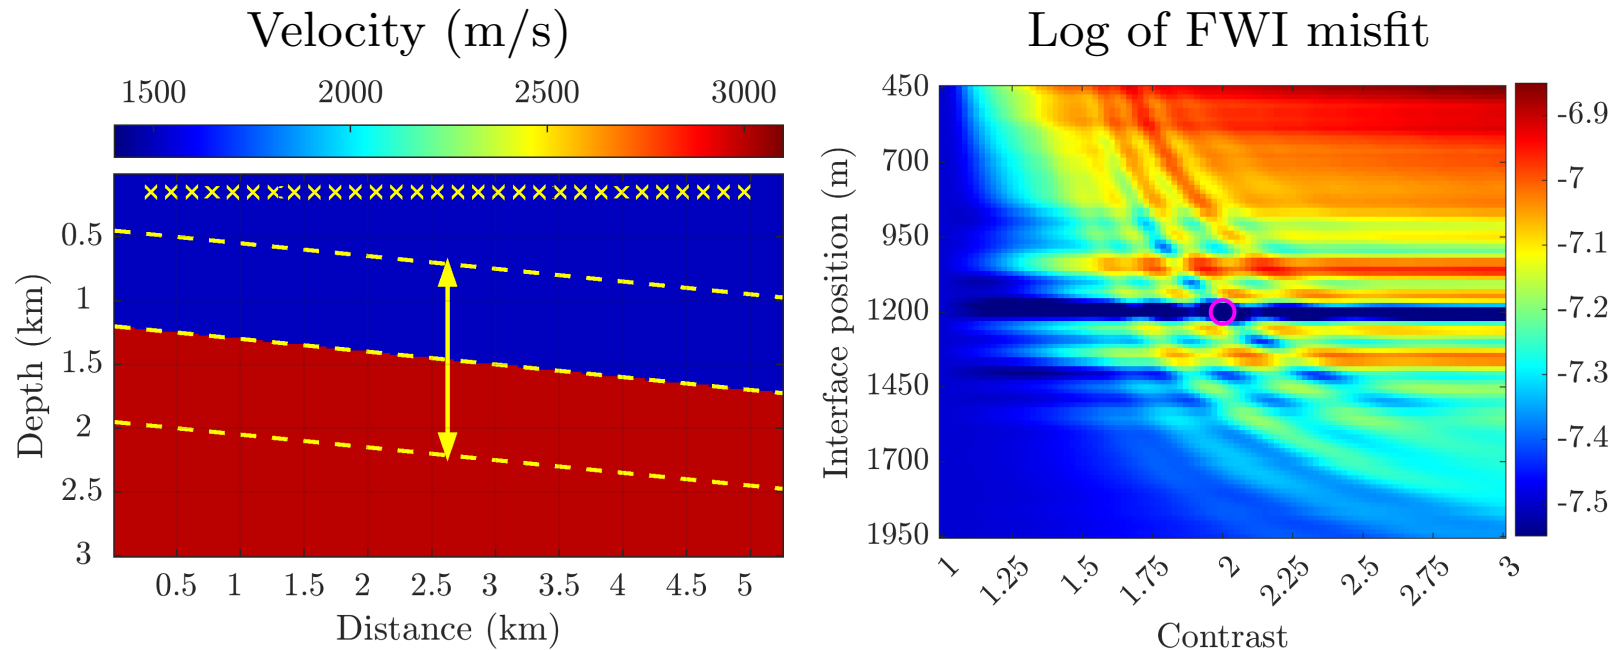 Velocity (m/s)
1500 2000 2500 3000
0.5
1
1.5
2
2.5
3
Depth (km)
0.5 1 1.5 2 2.5 3 3.5 4 4.5 5
Distance (km)
Log of FWI misfit
450
700
950
1200
1450
1700
1950
Interface position (m)
1 1.25 1.5 1.75 2 2.25 2.5 2.75 3
Contrast
-6.9
-7
-7.1
-7.2
-7.3
-7.4
-7.5